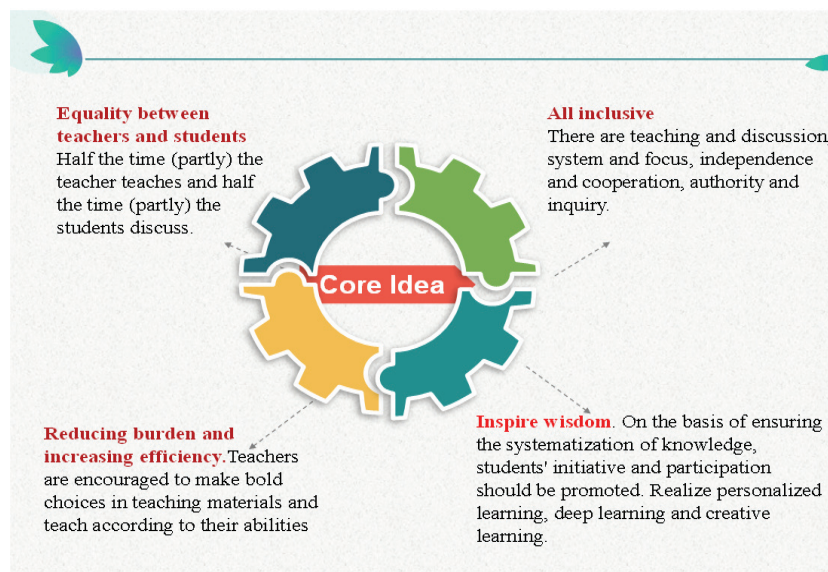 Equality between
teachers and students
Half the time (partly) the
teacher teaches and half
the time (partly) the
students discuss.
All inclusive
There are teaching and discussion,
system and focus, independence
and cooperation, authority and
inquiry.
Core Idea
Reducing burden and
increasing efficiency.Teachers
are encouraged to make bold
choices in teaching materials and
teach according to their abilities
Inspire wisdom. On the basis of ensuring
the systematization of knowledge,
students' initiative and participation
should be promoted. Realize personalized
learning, deep learning and creative
learning.